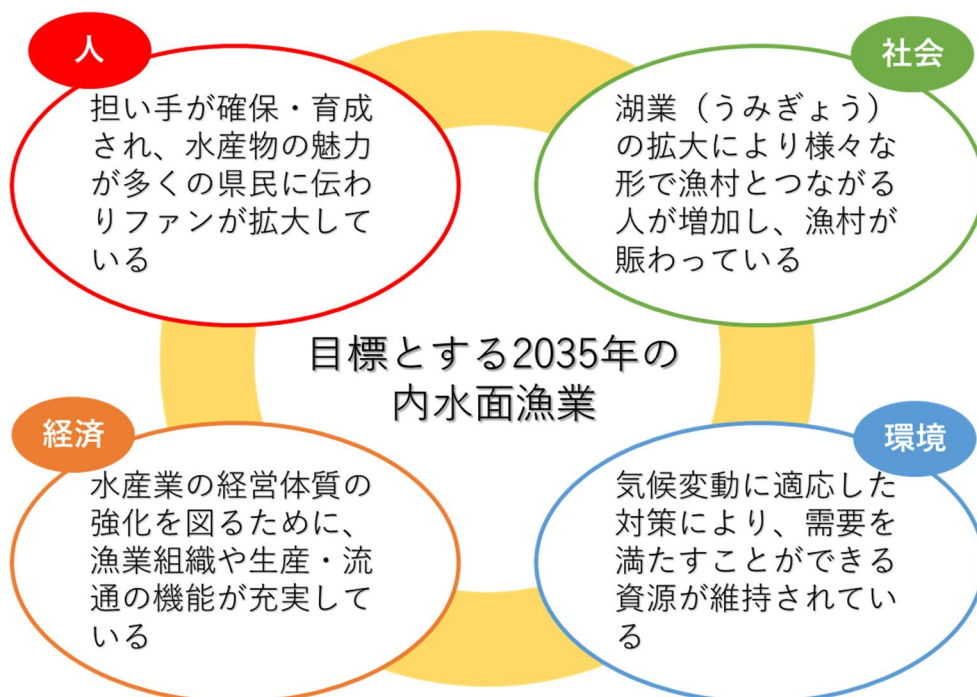 人
担い手が確保・育成
され、水産物の魅力
が多くの県民に伝わ
りファンが拡大して
いる
社会
湖業（うみぎょう）
の拡大により様々な
形で漁村とつながる
人が増加し、漁村が
賑わっている
目標とする2035年の
内水面漁業
経済
水産業の経営体質の
強化を図るために、
漁業組織や生産・流
通の機能が充実して
いる
環境
気候変動に適応した
対策により、需要を
満たすことができる
資源が維持されてい
る